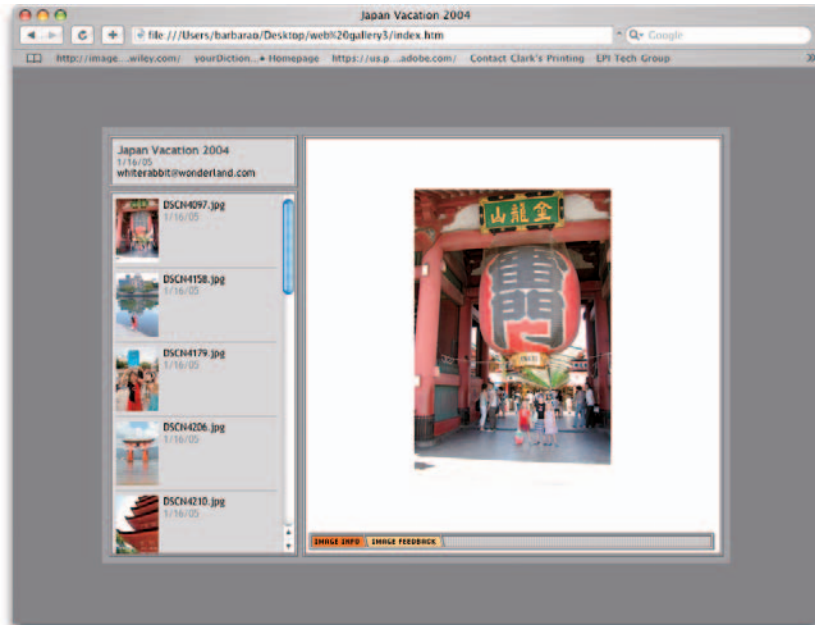 Japan Vacation 2004
file:///Users/barbarao/Desktop/web%20gallery3/index.htm
Google
http://image...wiley.com/ yourDiction... Homepage https://us.p...adobe.com/ Contact Clark's Printing EPI Tech Group
Japan Vacation 2004
1/16/05
whiterabbit@wonderland.com
DSCN4097.jpg
1/16/05
DSCN4158.jpg
1/16/05
DSCN4179.jpg
1/16/05
DSCN4206.jpg
1/16/05
DSCN4210.jpg
1/16/05
山龍金
雷門
IMAGE INFO IMAGE FEEDBACK